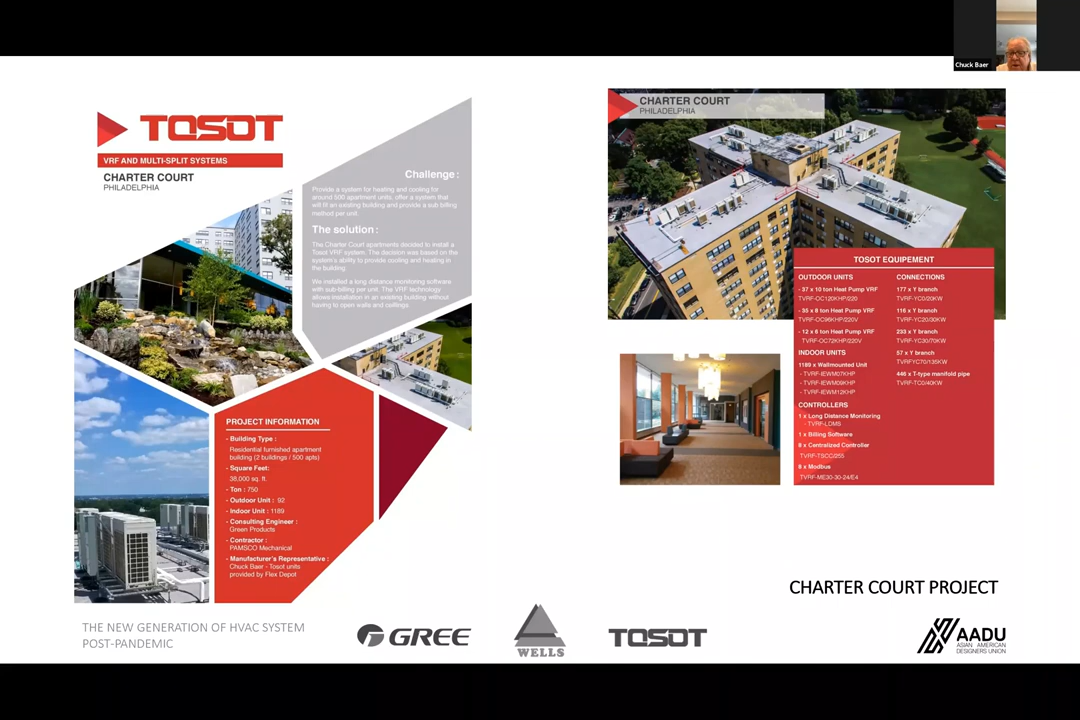 Chuck Baer
TOSOT
VRF AND MULTI-SPLIT SYSTEMS
CHARTER COURT
PHILADELPHIA
Challenge :
Provide a system for heating and cooling for
around 500 apartment units, offer a system that
will fit an existing building and provide a sub billing
method per unit.
The solution :
The Charter Court apartments decided to install a
Tosot VRF system. The decision was based on the
system's ability to provide cooling and heating in
the building.
We installed a long distance monitoring software
with sub-billing per unit. The VRF technology
allows installation in an existing building without
having to open walls and ceilings.
PROJECT INFORMATION
- Building Type :
Residential furnished apartment
building (2 buildings / 500 apts)
- Square Feet:
38,000 sq. ft.
- Ton : 750
- Outdoor Unit : 92
- Indoor Unit : 1189
- Consulting Engineer :
Green Products
- Contractor :
PAMSCO Mechanical
- Manufacturer's Representative :
Chuck Baer - Tosot units
provided by Flex Depot
CHARTER COURT
PHILADELPHIA
TOSOT EQUIPEMENT
OUTDOOR UNITS
- 37 x 10 ton Heat Pump VRF
TVRF-OC120KHP/220
- 35 x 8 ton Heat Pump VRF
TVRF-OC96KHP/220V
- 12 x 6 ton Heat Pump VRF
TVRF-OC72KHP/220V
INDOOR UNITS
1189 x Wallmounted Unit
- TVRF-IEWM07KHP
- TVRF-IEWM09KHP
- TVRF-IEWM12KHP
CONTROLLERS
1 x Long Distance Monitoring
- TVRF-LDMS
1 x Billing Software
8 x Centralized Controller
TVRF-TSCC/255
6 x Modbus
TVRF-ME30-30-24/E4
CONNECTIONS
177 x Y branch
TVRF-YC0/20KW
116 x Y branch
TVRF-YC20/30KW
233 x Y branch
TVRF-YC30/70KW
57 x Y branch
TVRFYC70/135KW
446 x T-type manifold pipe
TVRF-TC0/40KW
CHARTER COURT PROJECT
THE NEW GENERATION OF HVAC SYSTEM
POST-PANDEMIC
GREE
WELLS
TOSOT
AADU
ASIAN AMERICAN
DESIGNERS UNION